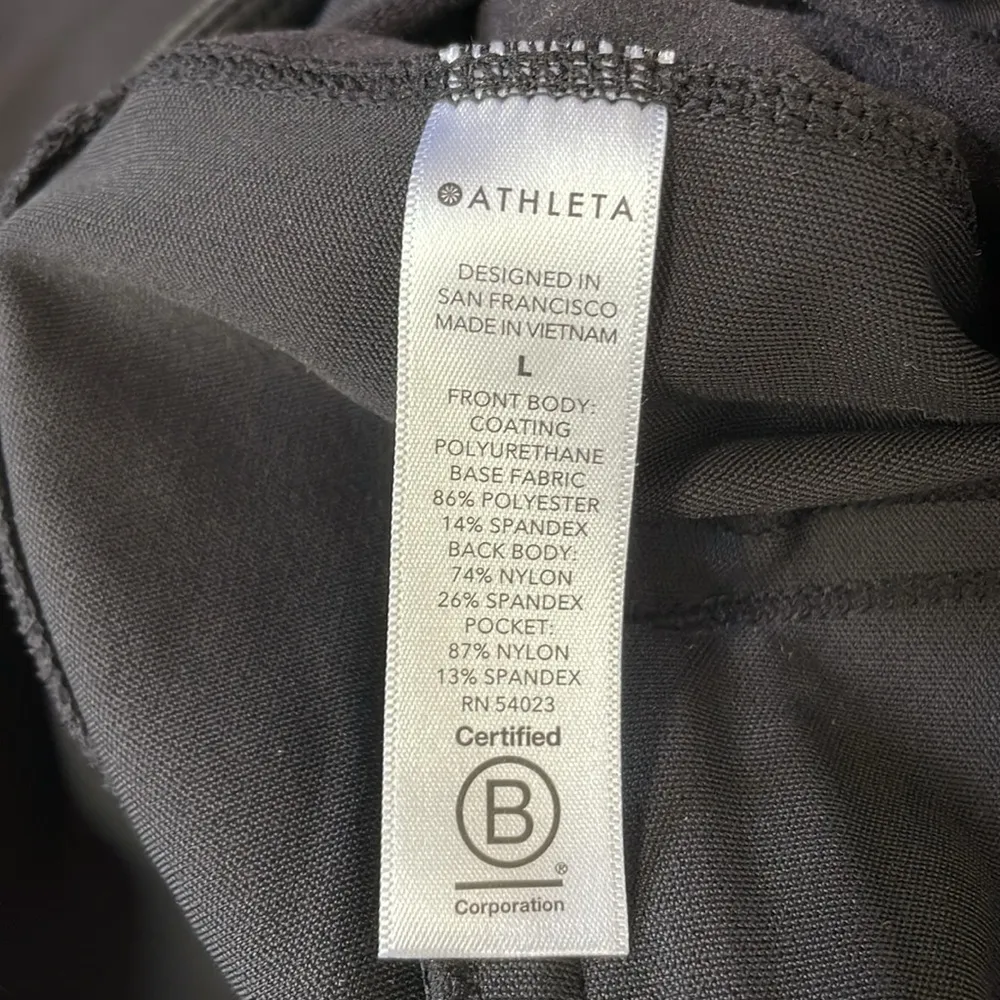 ATHLETA
DESIGNED IN
SAN FRANCISCO
MADE IN VIETNAM
L
FRONT BODY:
COATING
POLYURETHANE
BASE FABRIC
86% POLYESTER
14% SPANDEX
BACK BODY:
74% NYLON
26% SPANDEX
POCKET:
87% NYLON
13% SPANDEX
RN 54023
Certified
B
®
Corporation